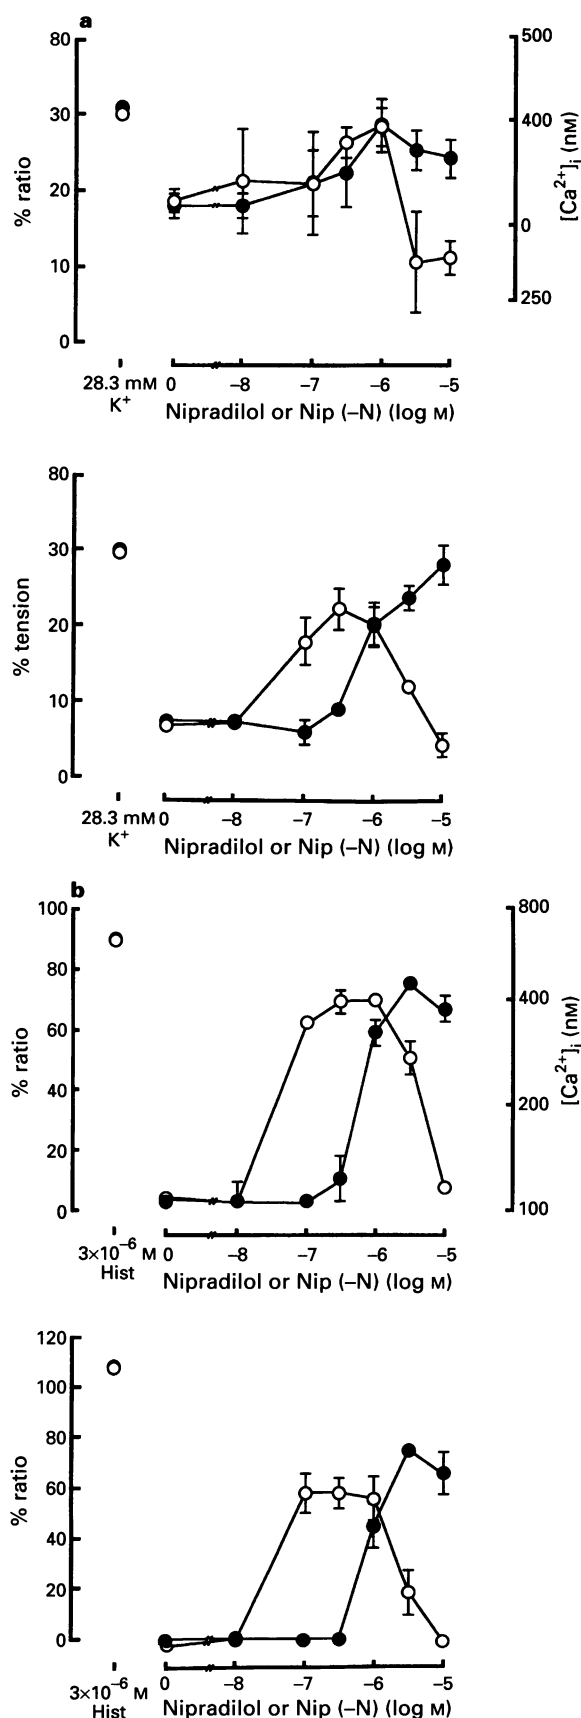 a
80
30
20
10
0
% ratio
500
400
0
250
[Ca²⁺]ᵢ (nM)
0 −8 −7 −6 −5
28.3 mM
K⁺
Nipradilol or Nip (−N) (log M)
80
30
20
10
0
% tension
28.3 mM 0 −8 −7 −6 −5
K⁺
Nipradilol or Nip (−N) (log M)
b
100
80
60
40
20
0
% ratio
800
400
200
100
[Ca²⁺]ᵢ (nM)
3×10⁻⁶ M 0 −8 −7 −6 −5
Hist
Nipradilol or Nip (−N) (log M)
120
100
80
60
40
20
0
% ratio
3×10⁻⁶ M 0 −8 −7 −6 −5
Hist
Nipradilol or Nip (−N) (log M)